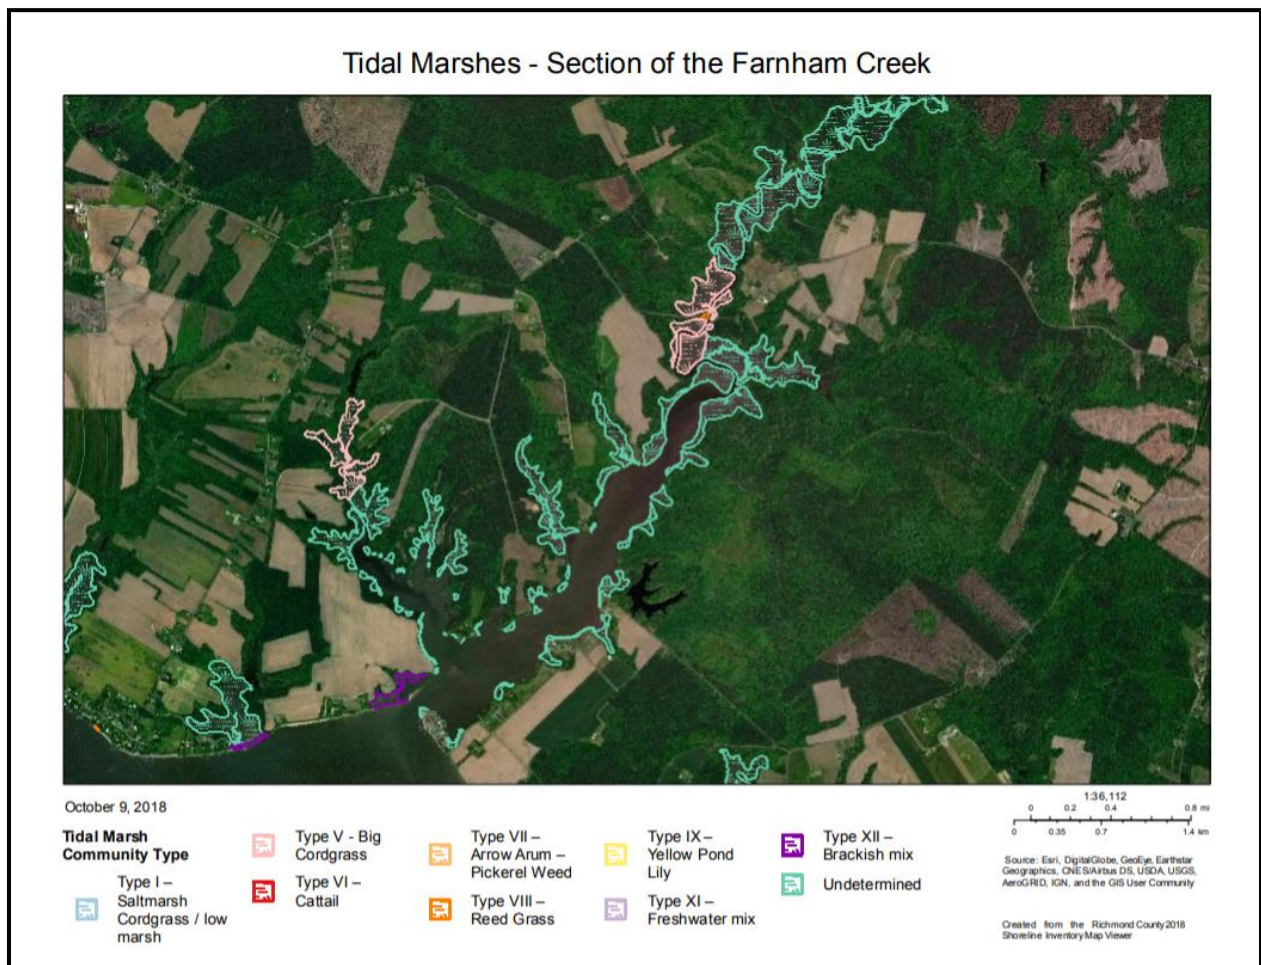 Tidal Marshes - Section of the Farnham Creek
October 9, 2018
Tidal Marsh
Community Type
Type I –
Saltmarsh
Cordgrass / low
marsh
Type V - Big
Cordgrass
Type VI –
Cattail
Type VII –
Arrow Arum –
Pickerel Weed
Type VIII –
Reed Grass
Type IX –
Yellow Pond
Lily
Type XI –
Freshwater mix
Type XII –
Brackish mix
Undetermined
1:36,112
0 0.2 0.4 0.8 mi
0 0.35 0.7 1.4 km
Source: Esri, DigitalGlobe, GeoEye, Earthstar
Geographics, CNES/Airbus DS, USDA, USGS,
AeroGRID, IGN, and the GIS User Community
Created from the Richmond County 2018
Shoreline Inventory Map Viewer